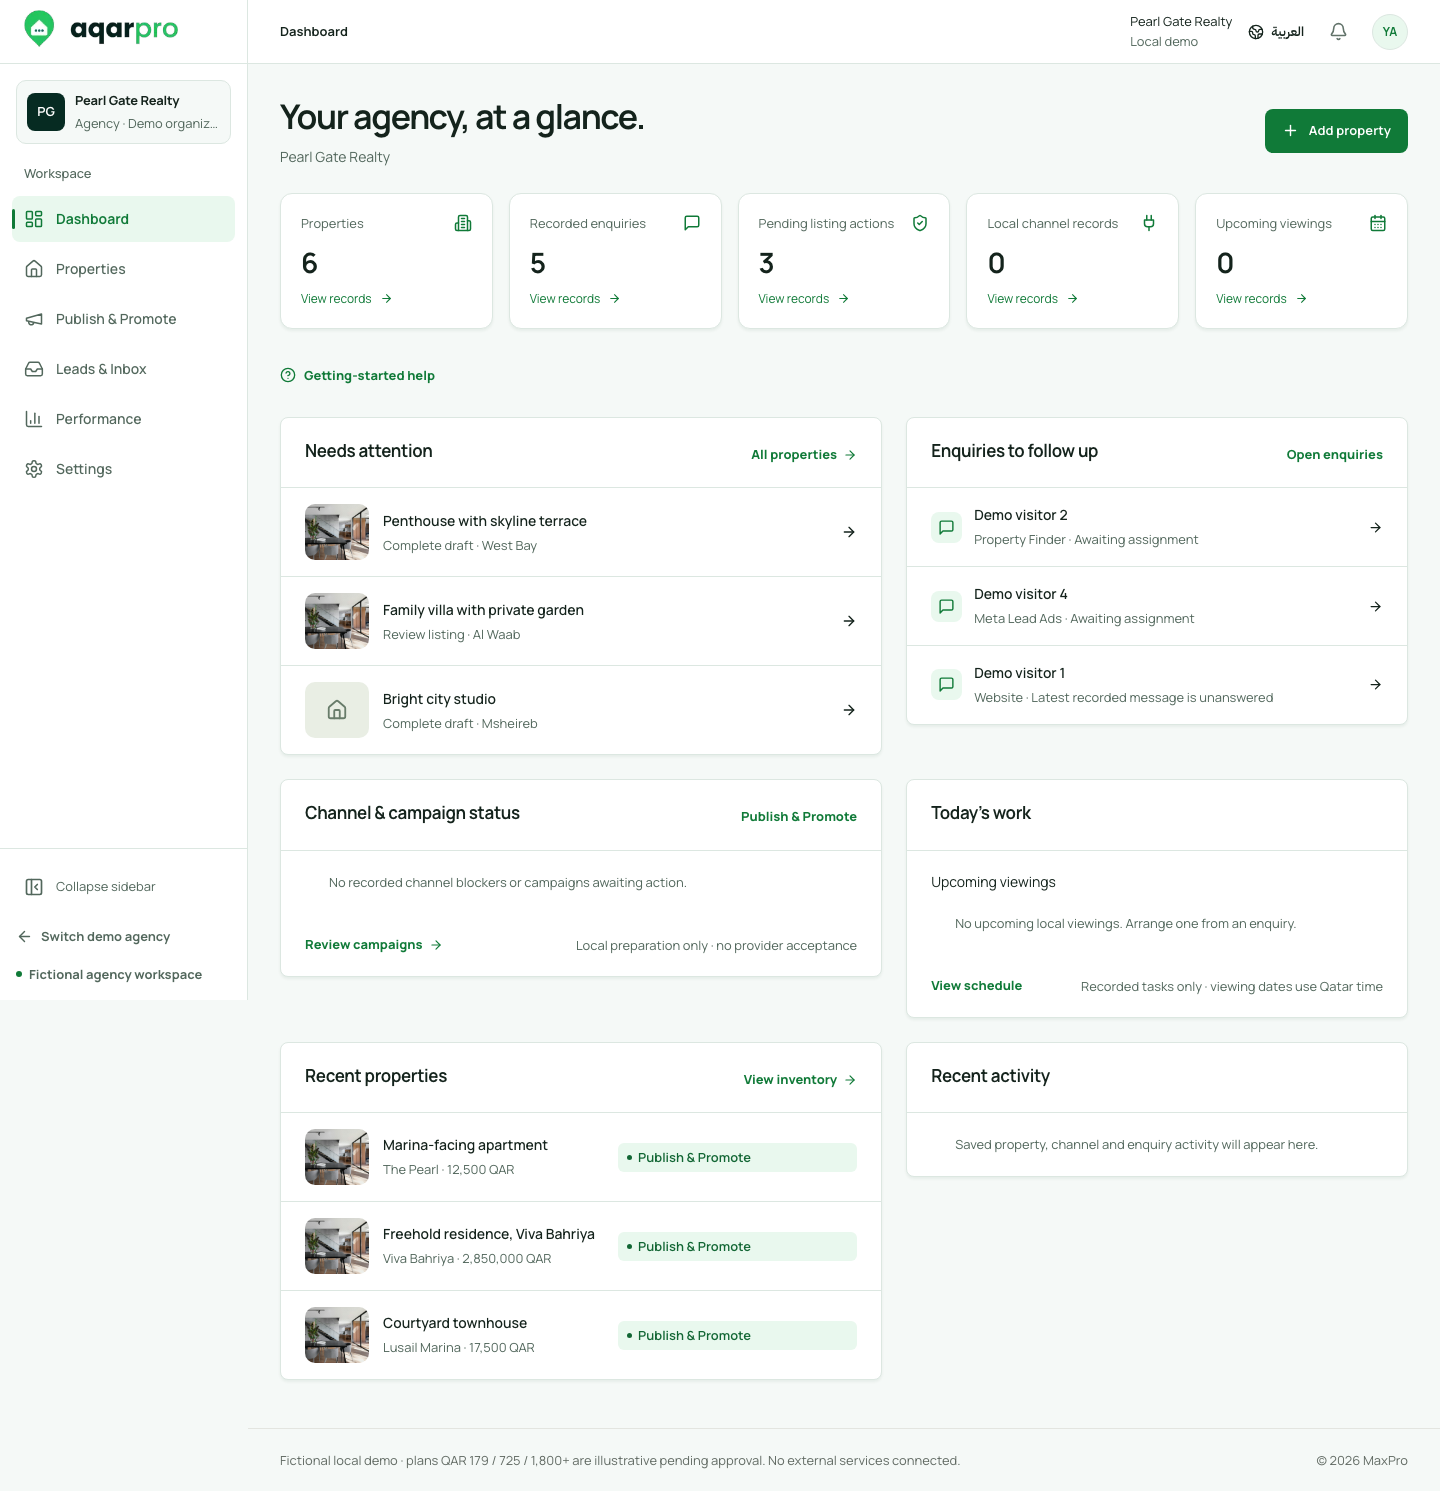 aqarpro
Dashboard
Pearl Gate Realty
Local demo
العربية
YA
PG
Pearl Gate Realty
Agency · Demo organiz...
Workspace
Dashboard
Properties
Publish & Promote
Leads & Inbox
Performance
Settings
Collapse sidebar
Switch demo agency
Fictional agency workspace
Your agency, at a glance.
Pearl Gate Realty
Add property
Properties
6
View records
Recorded enquiries
5
View records
Pending listing actions
3
View records
Local channel records
0
View records
Upcoming viewings
0
View records
Getting-started help
Needs attention
All properties
Penthouse with skyline terrace
Complete draft · West Bay
Family villa with private garden
Review listing · Al Waab
Bright city studio
Complete draft · Msheireb
Enquiries to follow up
Open enquiries
Demo visitor 2
Property Finder · Awaiting assignment
Demo visitor 4
Meta Lead Ads · Awaiting assignment
Demo visitor 1
Website · Latest recorded message is unanswered
Channel & campaign status
Publish & Promote
No recorded channel blockers or campaigns awaiting action.
Review campaigns
Local preparation only · no provider acceptance
Today's work
Upcoming viewings
No upcoming local viewings. Arrange one from an enquiry.
View schedule
Recorded tasks only · viewing dates use Qatar time
Recent properties
View inventory
Marina-facing apartment
The Pearl · 12,500 QAR
Publish & Promote
Freehold residence, Viva Bahriya
Viva Bahriya · 2,850,000 QAR
Publish & Promote
Courtyard townhouse
Lusail Marina · 17,500 QAR
Publish & Promote
Recent activity
Saved property, channel and enquiry activity will appear here.
Fictional local demo · plans QAR 179 / 725 / 1,800+ are illustrative pending approval. No external services connected.
© 2026 MaxPro